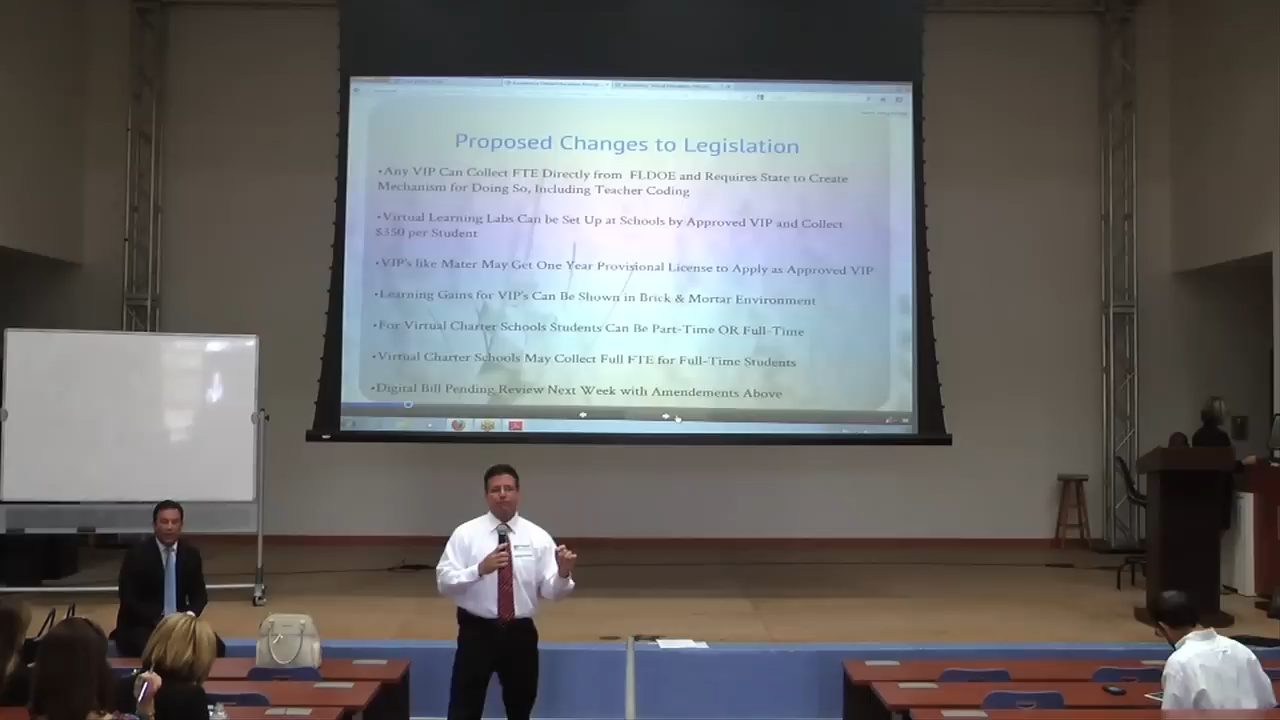 Proposed Changes to Legislation
•Any VIP Can Collect FTE Directly from FLDOE and Requires State to Create
Mechanism for Doing So, Including Teacher Coding
•Virtual Learning Labs Can be Set Up at Schools by Approved VIP and Collect
$350 per Student
•VIP's like Mater May Get One Year Provisional License to Apply as Approved VIP
•Learning Gains for VIP's Can Be Shown in Brick & Mortar Environment
•For Virtual Charter Schools Students Can Be Part-Time OR Full-Time
•Virtual Charter Schools May Collect Full FTE for Full-Time Students
•Digital Bill Pending Review Next Week with Amendements Above